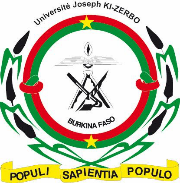 Université Joseph KI-ZERBO
BURKINA FASO
POPULI SAPIENTIA POPULO